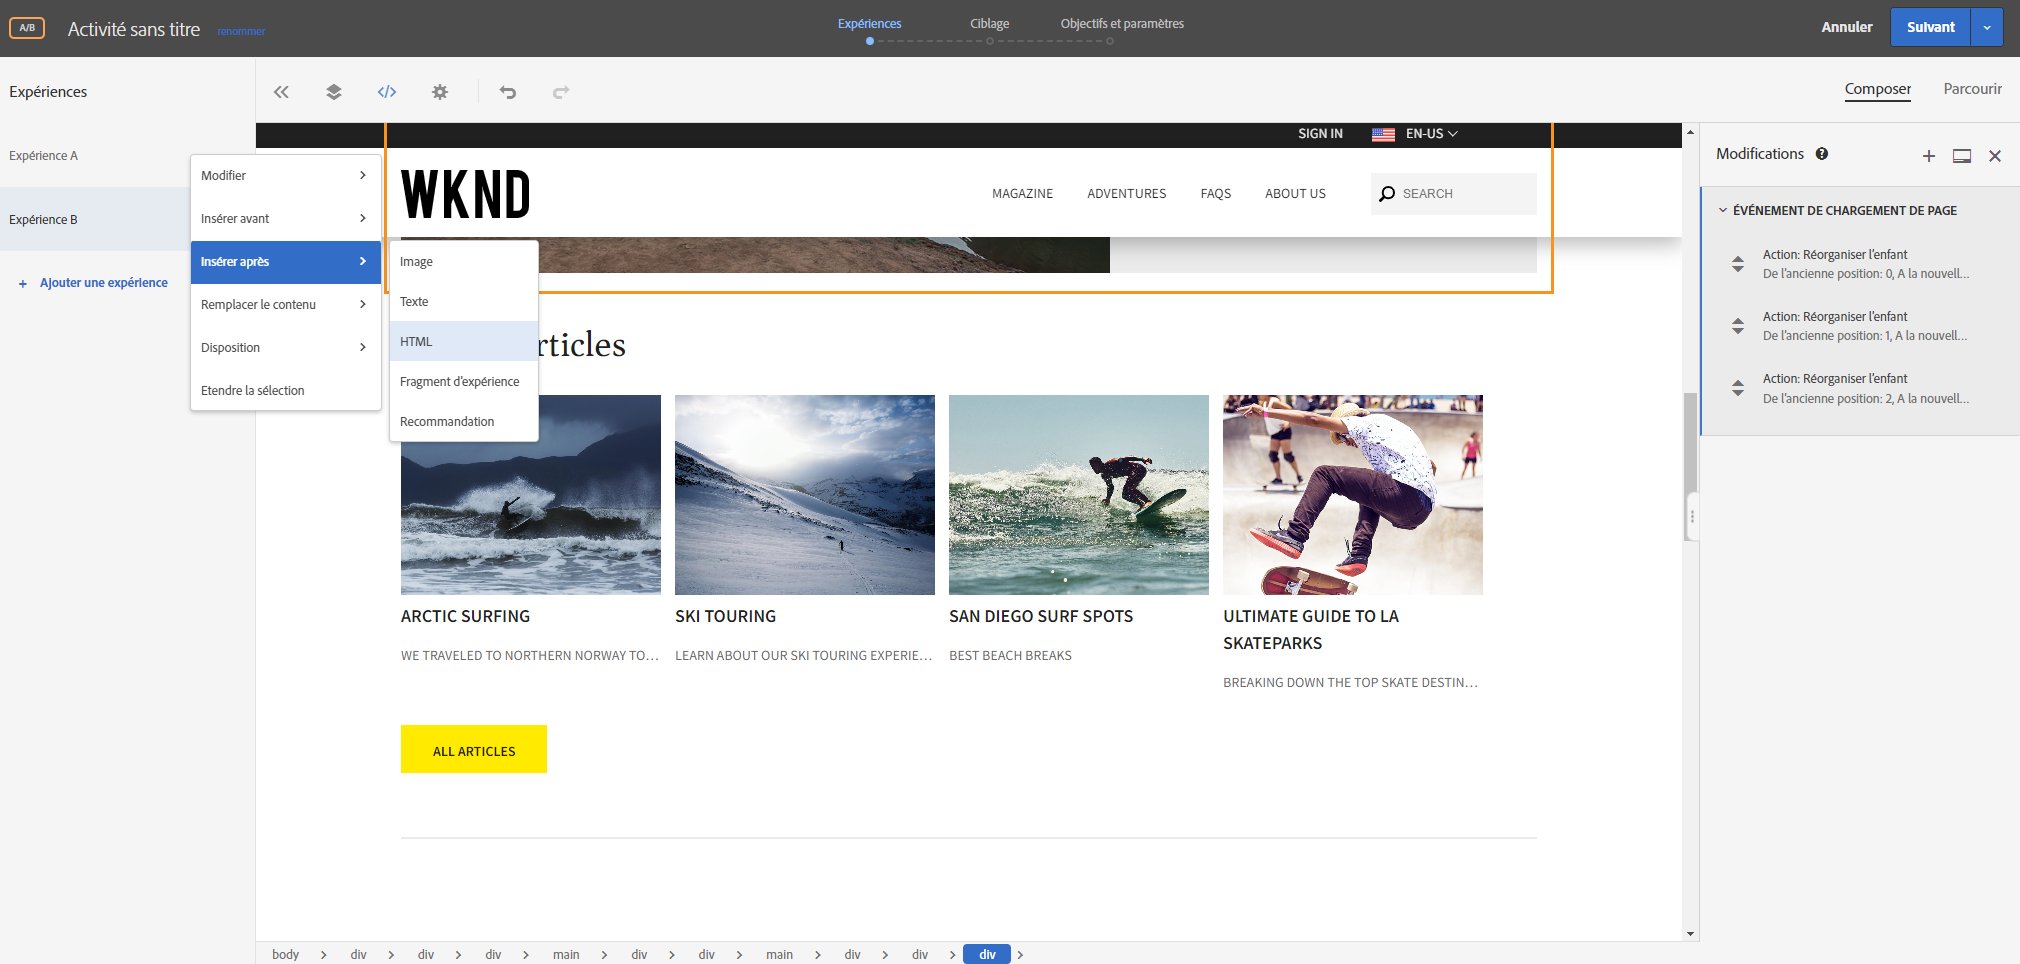 A/B
Activité sans titre
renommer
Expériences
Ciblage
Objectifs et paramètres
Annuler
Suivant
Expériences
Composer
Parcourir
Expérience A
Expérience B
+ Ajouter une expérience
Modifier
Insérer avant
Insérer après
Remplacer le contenu
Disposition
Etendre la sélection
Image
Texte
HTML
Fragment d'expérience
Recommandation
SIGN IN
EN-US
WKND
MAGAZINE
ADVENTURES
FAQS
ABOUT US
SEARCH
rticles
ARCTIC SURFING
WE TRAVELED TO NORTHERN NORWAY TO...
SKI TOURING
LEARN ABOUT OUR SKI TOURING EXPERIE...
SAN DIEGO SURF SPOTS
BEST BEACH BREAKS
ULTIMATE GUIDE TO LA
SKATEPARKS
BREAKING DOWN THE TOP SKATE DESTIN...
ALL ARTICLES
Modifications
ÉVÉNEMENT DE CHARGEMENT DE PAGE
Action: Réorganiser l'enfant
De l'ancienne position: 0, A la nouvell...
Action: Réorganiser l'enfant
De l'ancienne position: 1, A la nouvell...
Action: Réorganiser l'enfant
De l'ancienne position: 2, A la nouvell...
body > div > div > div > main > div > div > main > div > div > div >